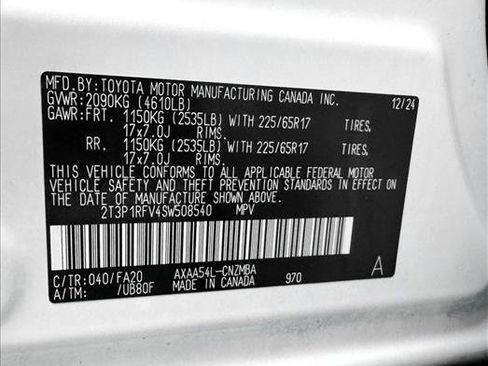 MFD.BY:TOYOTA MOTOR MANUFACTURING CANADA INC.
GVWR:2090KG (4610LB) 12/24
GAWR:FRT. 1150KG (2535LB) WITH 225/65R17 TIRES,
17x7.0J RIMS.
RR. 1150KG (2535LB) WITH 225/65R17 TIRES,
17x7.0J RIMS.
THIS VEHICLE CONFORMS TO ALL APPLICABLE FEDERAL MOTOR
VEHICLE SAFETY AND THEFT PREVENTION STANDARDS IN EFFECT ON
THE DATE OF MANUFACTURE SHOWN ABOVE.
2T3P1RFV4SW508540 MPV
C/TR:040/FA20 AXAA54L-CNZMBA A
A/TM: /UB80F MADE IN CANADA 970